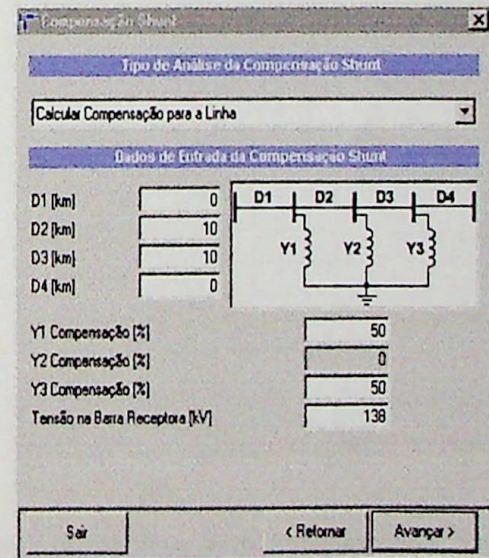 Compensação Shunt
Tipo de Análise da Compensação Shunt
Calcular Compensação para a Linha
Dados de Entrada da Compensação Shunt
D1 [km] 0
D2 [km] 10
D3 [km] 10
D4 [km] 0
D1 D2 D3 D4
Y1 Y2 Y3
Y1 Compensação [%] 50
Y2 Compensação [%] 0
Y3 Compensação [%] 50
Tensão na Barra Receptora [kV] 138
Sair < Retornar Avançar >